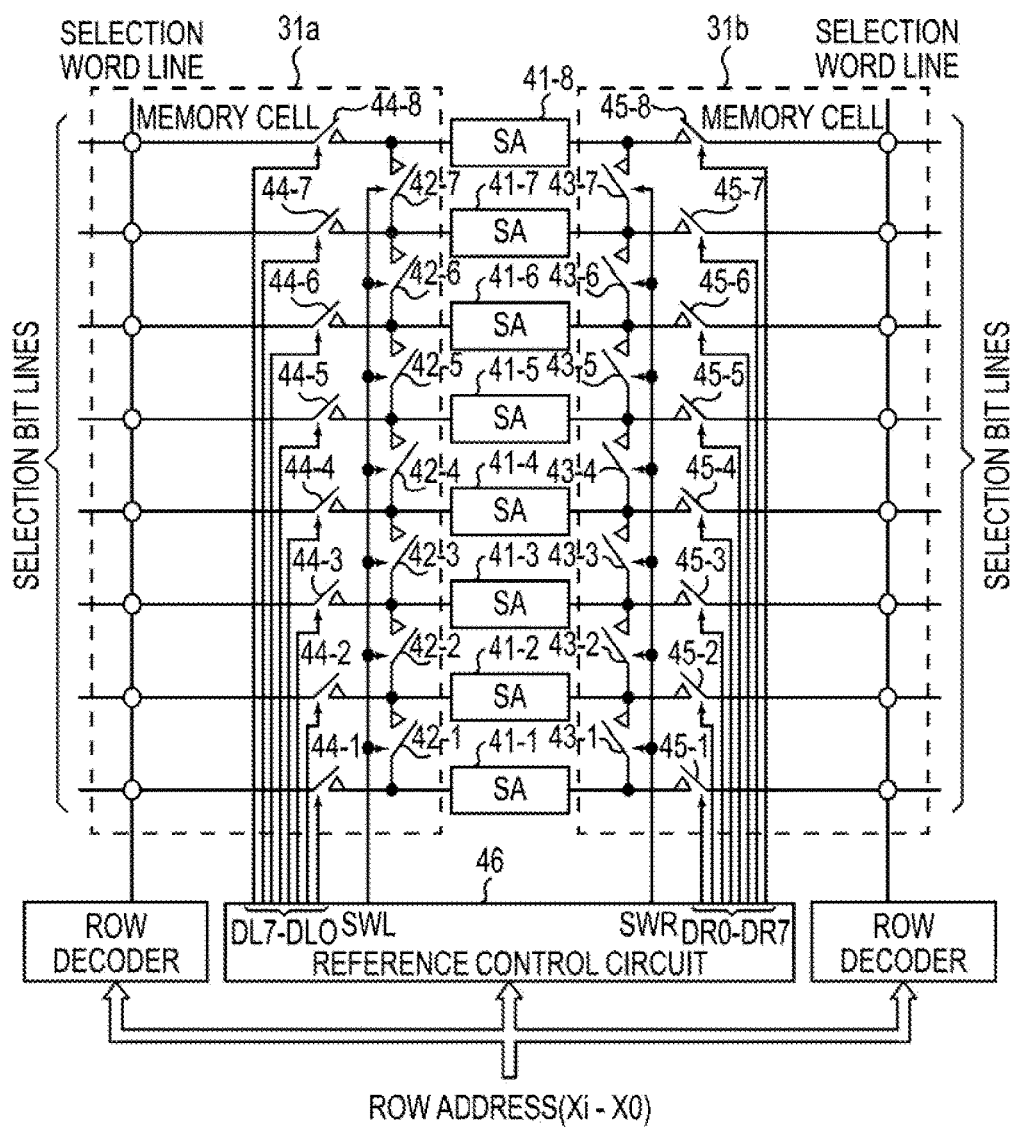 SELECTION
WORD LINE
31a
31b
SELECTION
WORD LINE
MEMORY CELL
44-8
41-8
45-8
MEMORY CELL
SA
44-7
42-7
41-7
43-7
45-7
SA
44-6
42-6
41-6
43-6
45-6
SA
44-5
42-5
41-5
43-5
45-5
SA
44-4
42-4
41-4
43-4
45-4
SA
44-3
42-3
41-3
43-3
45-3
SA
44-2
42-2
41-2
43-2
45-2
SA
44-1
42-1
41-1
43-1
45-1
SA
SELECTION BIT LINES
SELECTION BIT LINES
46
ROW
DECODER
DL7-DL0
SWL
SWR
DR0-DR7
REFERENCE CONTROL CIRCUIT
ROW
DECODER
ROW ADDRESS(Xi - X0)